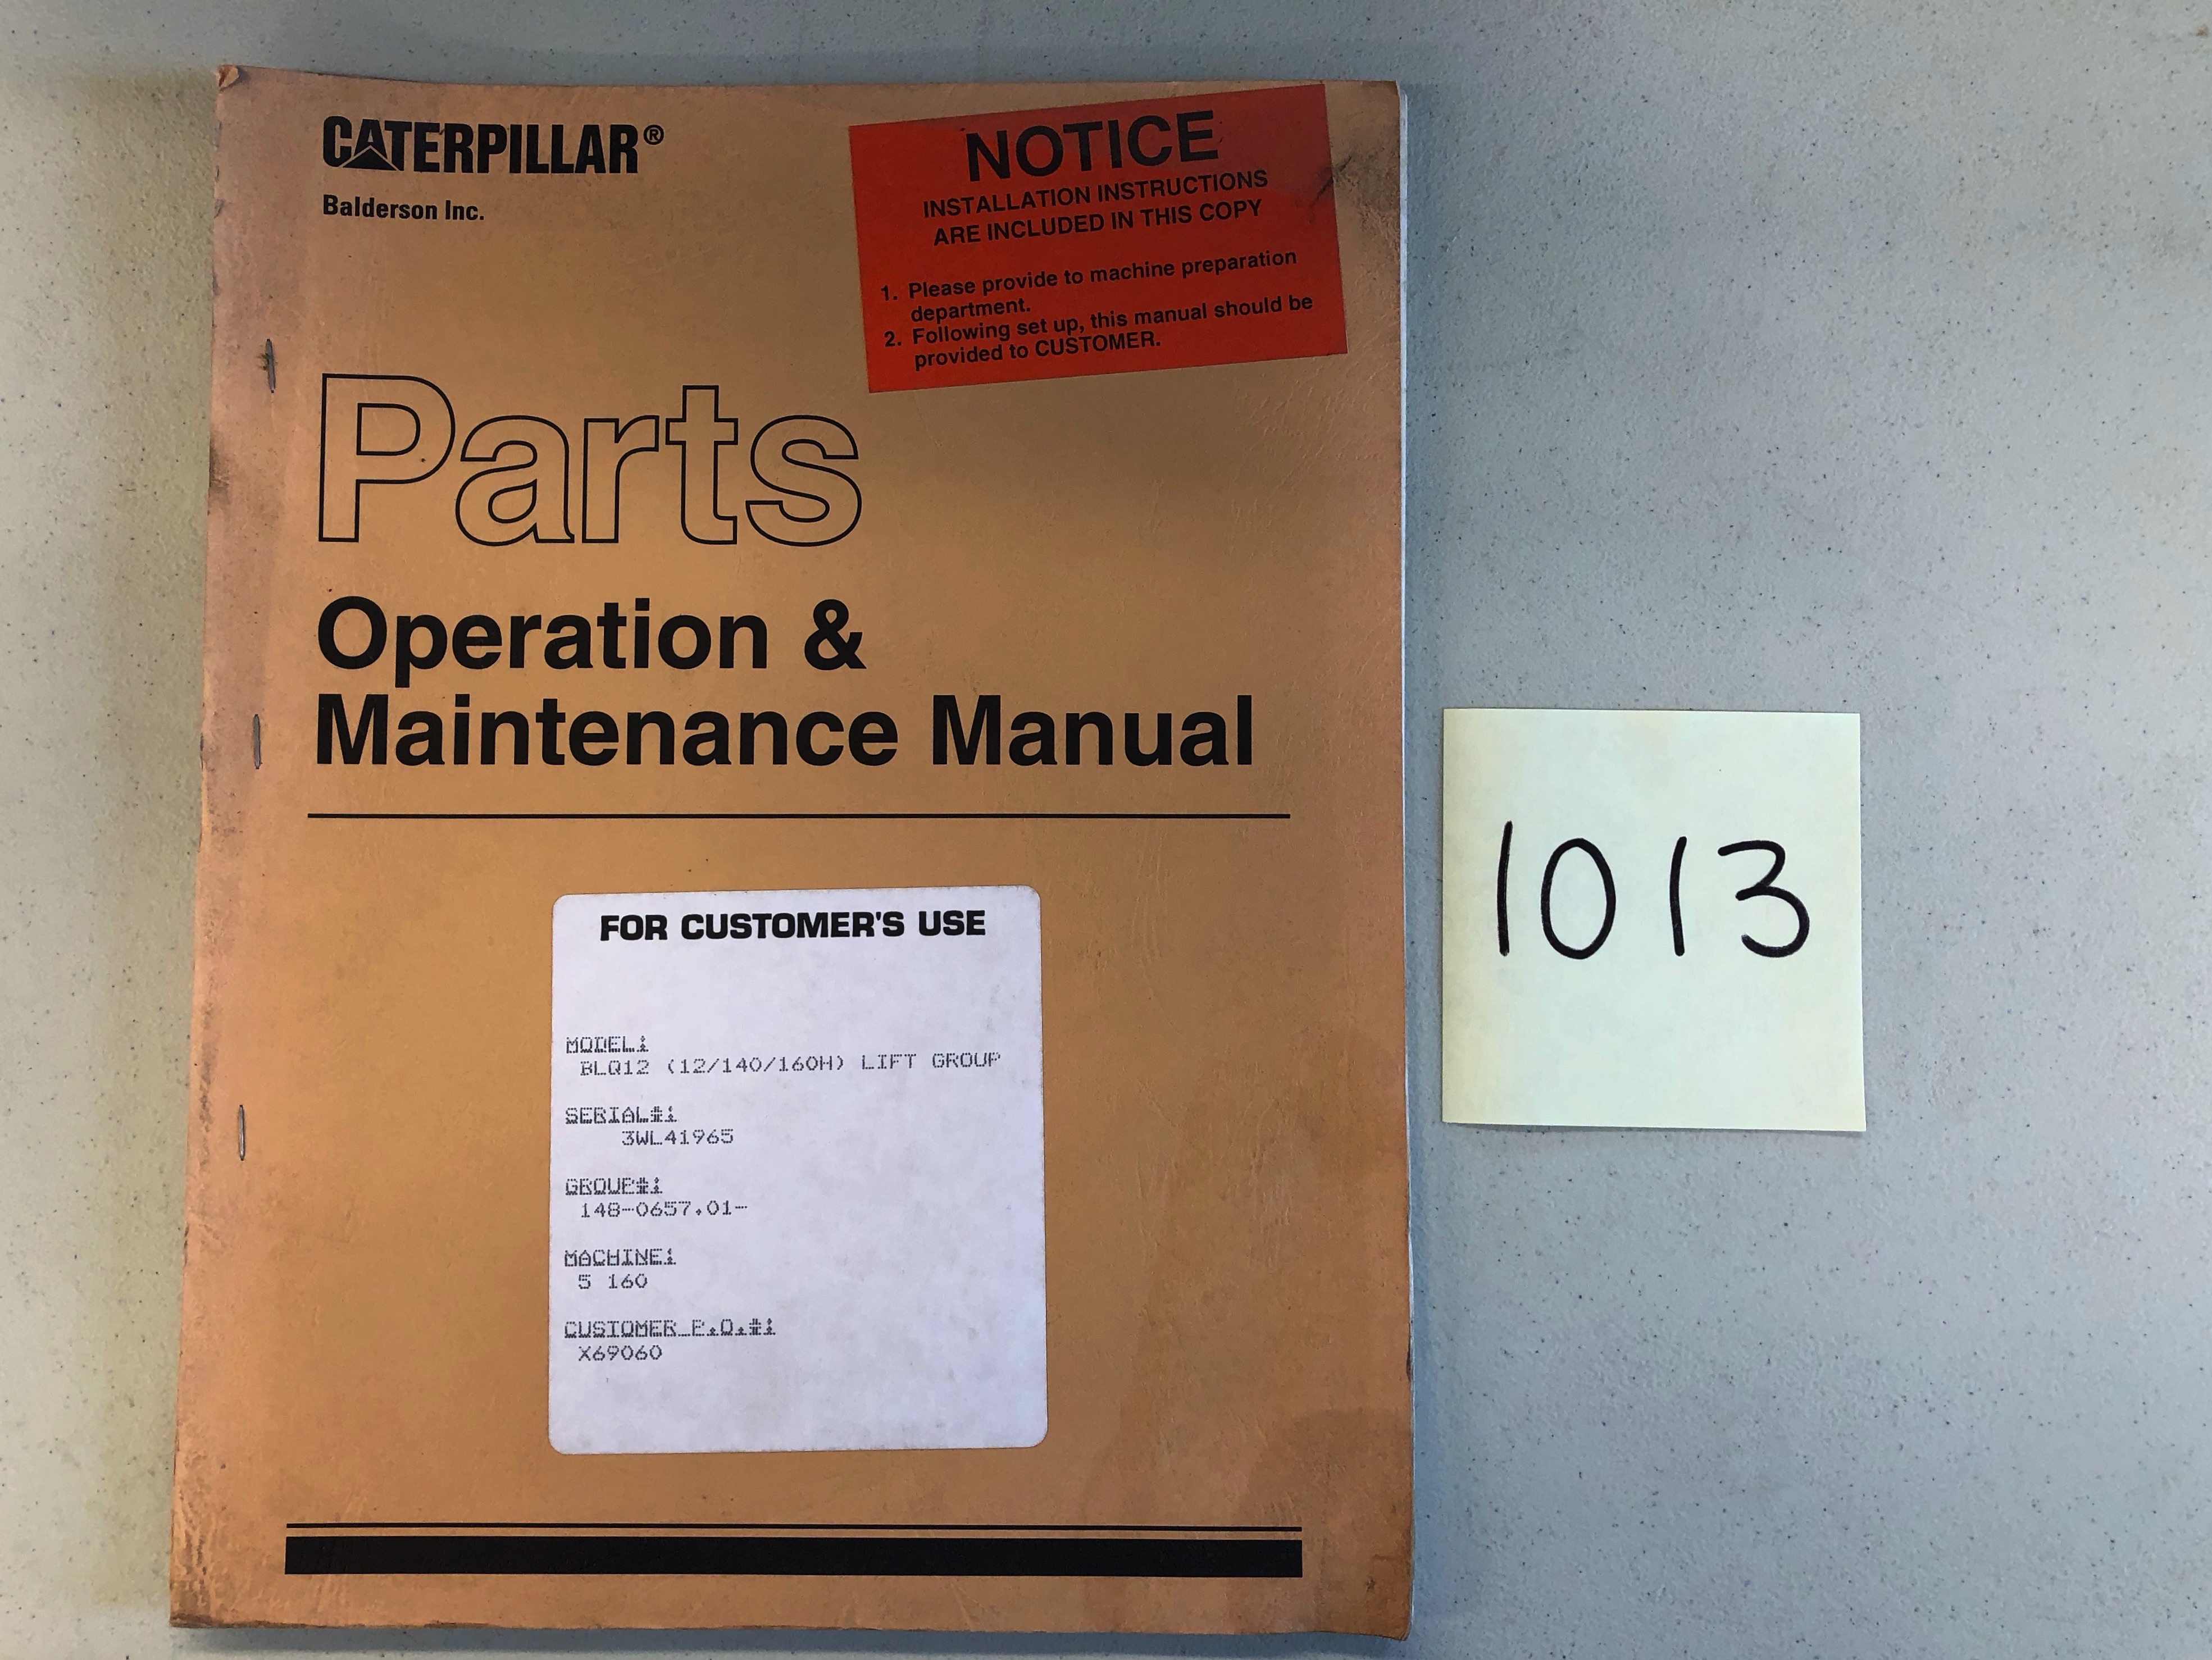 CATERPILLAR®
Balderson Inc.
NOTICE
INSTALLATION INSTRUCTIONS
ARE INCLUDED IN THIS COPY
1. Please provide to machine preparation
department.
2. Following set up, this manual should be
provided to CUSTOMER.
Parts
Operation &
Maintenance Manual
FOR CUSTOMER'S USE
MODEL:
BLQ12 (12/140/160H) LIFT GROUP
SERIAL#:
3WL41965
GROUP#:
148-0657.01-
MACHINE:
5 160
CUSTOMER P.O.#:
X69060
1013